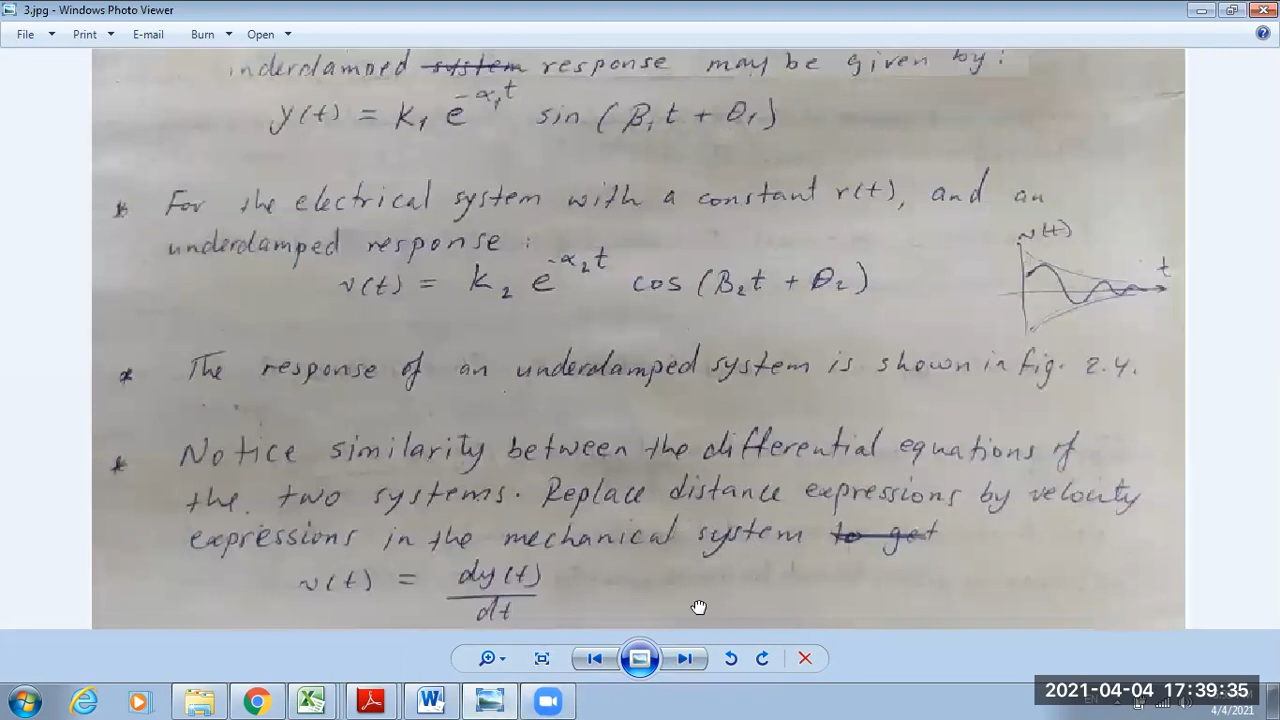 3.jpg - Windows Photo Viewer
File Print E-mail Burn Open
underdamped system response may be given by:
y(t) = K₁ e^-α₁t sin (β₁t + θ₁)
* For the electrical system with a constant r(t), and an
underdamped response :
v(t)
v(t) = K₂ e^-α₂t cos (β₂t + θ₂)
t
* The response of an underdamped system is shown in fig. 2.4.
* Notice similarity between the differential equations of
the two systems. Replace distance expressions by velocity
expressions in the mechanical system to get
v(t) = dy(t)
dt
2021-04-04 17:39:35
EN
4/4/2021